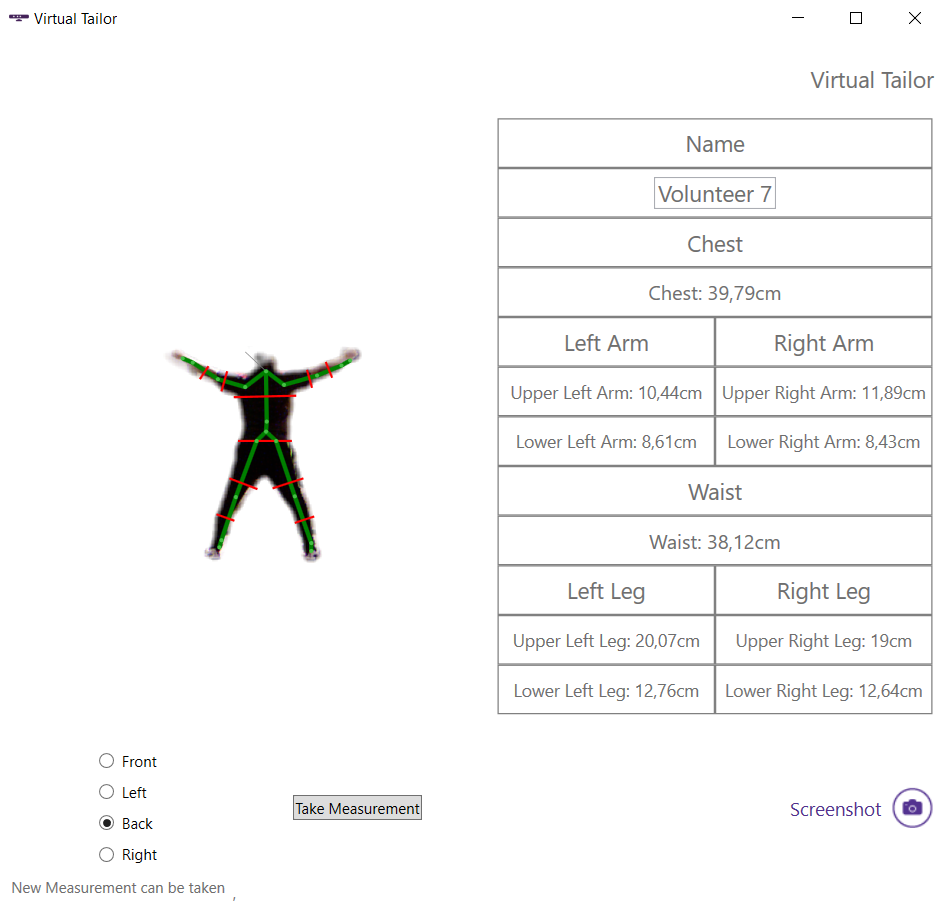 Virtual Tailor
Virtual Tailor
Name
Volunteer 7
Chest
Chest: 39,79cm
Left Arm Right Arm
Upper Left Arm: 10,44cm Upper Right Arm: 11,89cm
Lower Left Arm: 8,61cm Lower Right Arm: 8,43cm
Waist
Waist: 38,12cm
Left Leg Right Leg
Upper Left Leg: 20,07cm Upper Right Leg: 19cm
Lower Left Leg: 12,76cm Lower Right Leg: 12,64cm
Front
Left
Back
Right
Take Measurement
Screenshot
New Measurement can be taken ,